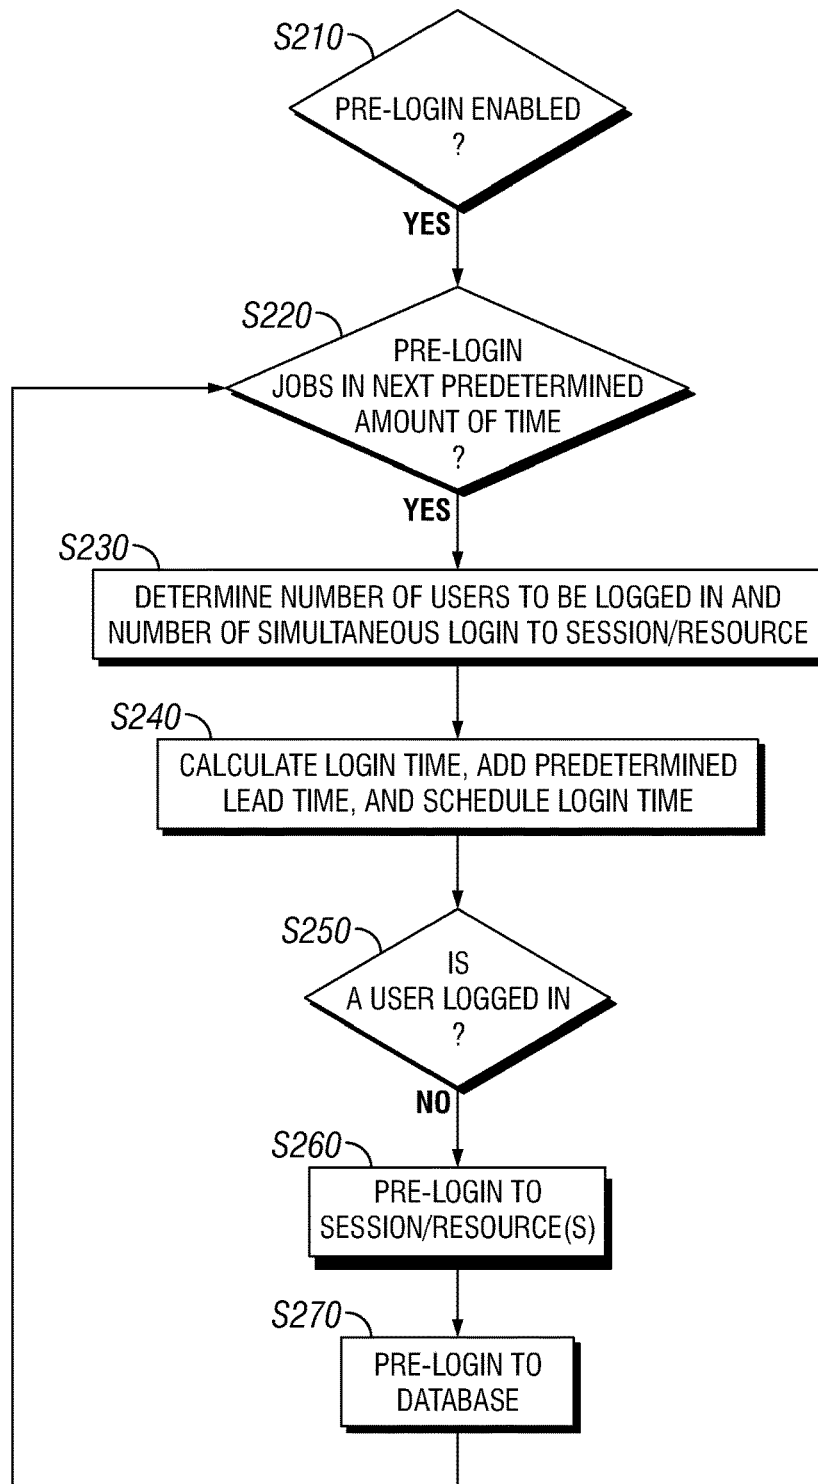 S210
PRE-LOGIN ENABLED
?
YES
S220
PRE-LOGIN
JOBS IN NEXT PREDETERMINED
AMOUNT OF TIME
?
YES
S230
DETERMINE NUMBER OF USERS TO BE LOGGED IN AND
NUMBER OF SIMULTANEOUS LOGIN TO SESSION/RESOURCE
S240
CALCULATE LOGIN TIME, ADD PREDETERMINED
LEAD TIME, AND SCHEDULE LOGIN TIME
S250
IS
A USER LOGGED IN
?
NO
S260
PRE-LOGIN TO
SESSION/RESOURCE(S)
S270
PRE-LOGIN TO
DATABASE